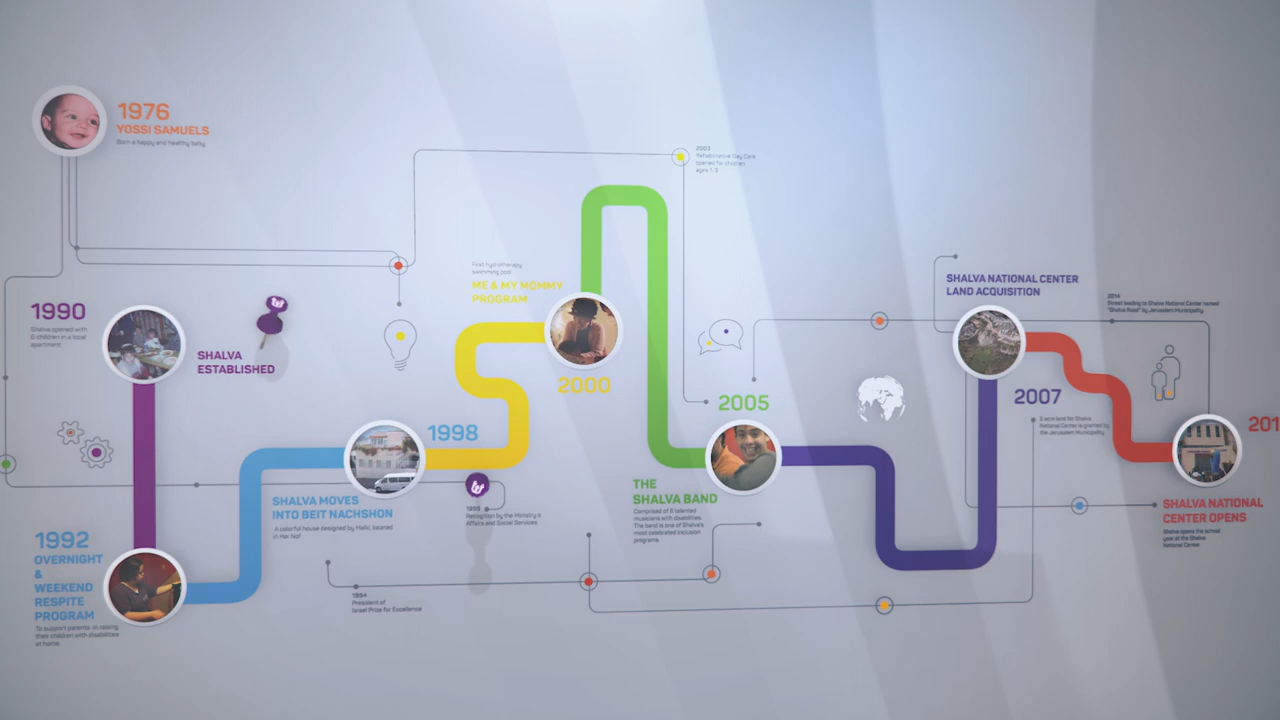 1976
YOSSI SAMUELS
Born a happy and healthy baby
2003
Rehabilitative Day Care
opened for children
ages 1-3
First hydrotherapy
swimming pool
ME & MY MOMMY
PROGRAM
2000
1990
Shalva opened with
6 children in a local
apartment
SHALVA
ESTABLISHED
1998
SHALVA MOVES
INTO BEIT NACHSHON
A colorful house designed by Malki, located
in Har Nof
1992
OVERNIGHT
&
WEEKEND
RESPITE
PROGRAM
To support parents in raising
their children with disabilities
at home.
1994
President of
Israel Prize for Excellence
Recognition by the Ministry's
Affairs and Social Services
2005
THE
SHALVA BAND
Comprised of 8 talented
musicians with disabilities.
The band is one of Shalva's
most celebrated inclusion
programs.
SHALVA NATIONAL CENTER
LAND ACQUISITION
2007
5 acre land for Shalva
National Center is granted by
the Jerusalem Municipality
2014
Street leading to Shalva National Center named
"Shalva Road" by Jerusalem Municipality
201
SHALVA NATIONAL
CENTER OPENS
Shalva opens the school
year at the Shalva
National Center